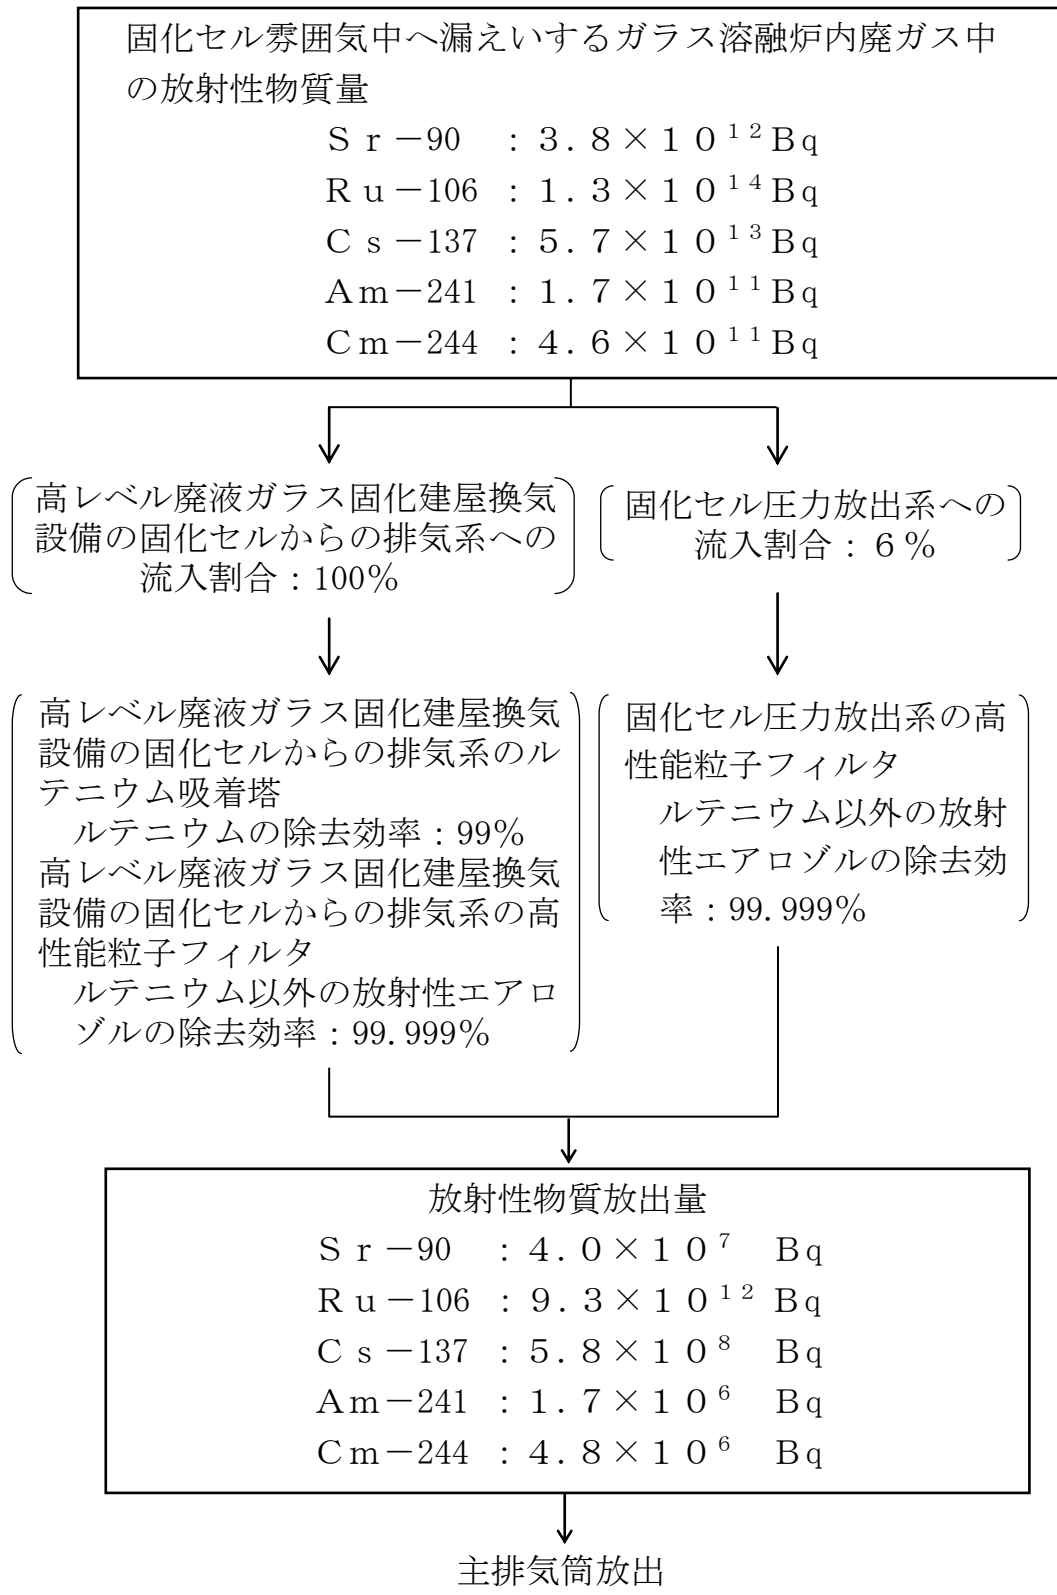 固化セル雰囲気中へ漏えいするガラス溶融炉内廃ガス中
の放射性物質量
Ｓｒ－90 ：３.８×１０¹²Ｂq
Ｒｕ－106 ：１.３×１０¹⁴Ｂq
Ｃｓ－137 ：５.７×１０¹³Ｂq
Ａｍ－241 ：１.７×１０¹¹Ｂq
Ｃｍ－244 ：４.６×１０¹¹Ｂq
高レベル廃液ガラス固化建屋換気
設備の固化セルからの排気系への
流入割合：100％
固化セル圧力放出系への
流入割合：６％
高レベル廃液ガラス固化建屋換気
設備の固化セルからの排気系のル
テニウム吸着塔
ルテニウムの除去効率：99％
高レベル廃液ガラス固化建屋換気
設備の固化セルからの排気系の高
性能粒子フィルタ
ルテニウム以外の放射性エアロ
ゾルの除去効率：99.999％
固化セル圧力放出系の高
性能粒子フィルタ
ルテニウム以外の放射
性エアロゾルの除去効
率：99.999％
放射性物質放出量
Ｓｒ－90 ：４.０×１０⁷ Ｂq
Ｒｕ－106 ：９.３×１０¹² Ｂq
Ｃｓ－137 ：５.８×１０⁸ Ｂq
Ａｍ－241 ：１.７×１０⁶ Ｂq
Ｃｍ－244 ：４.８×１０⁶ Ｂq
主排気筒放出